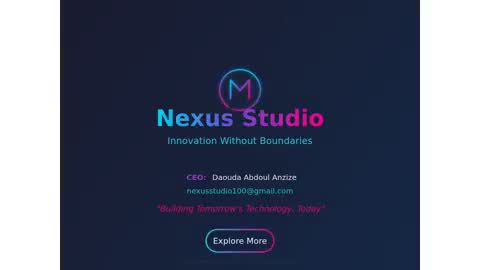 M
Nexus Studio
Innovation Without Boundaries
CEO: Daouda Abdoul Anzize
nexusstudio100@gmail.com
"Building Tomorrow's Technology, Today"
Explore More